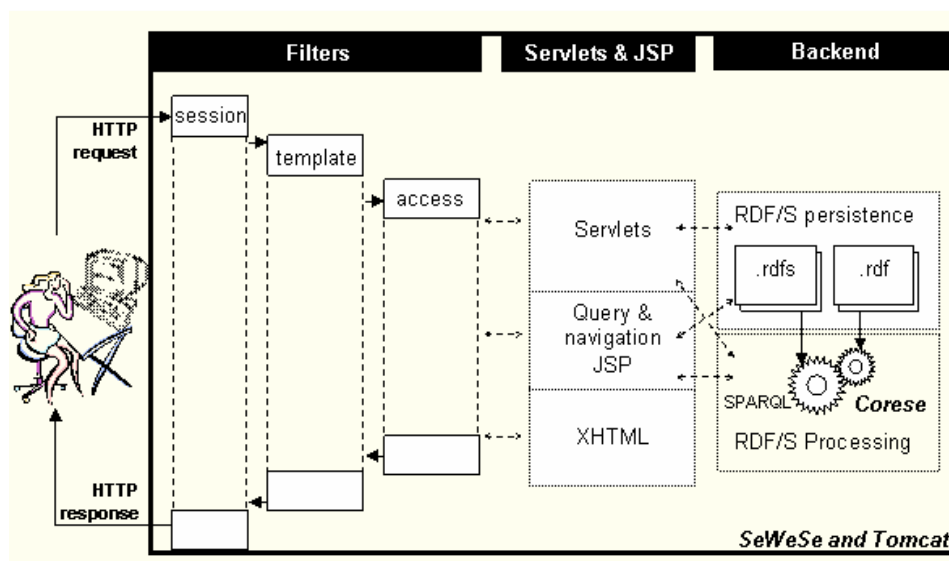 Filters
Servlets & JSP
Backend
HTTP
request
session
template
access
Servlets
Query &
navigation
JSP
XHTML
RDF/S persistence
.rdfs
.rdf
SPARQL
Corese
RDF/S Processing
HTTP
response
SeWeSe and Tomcat